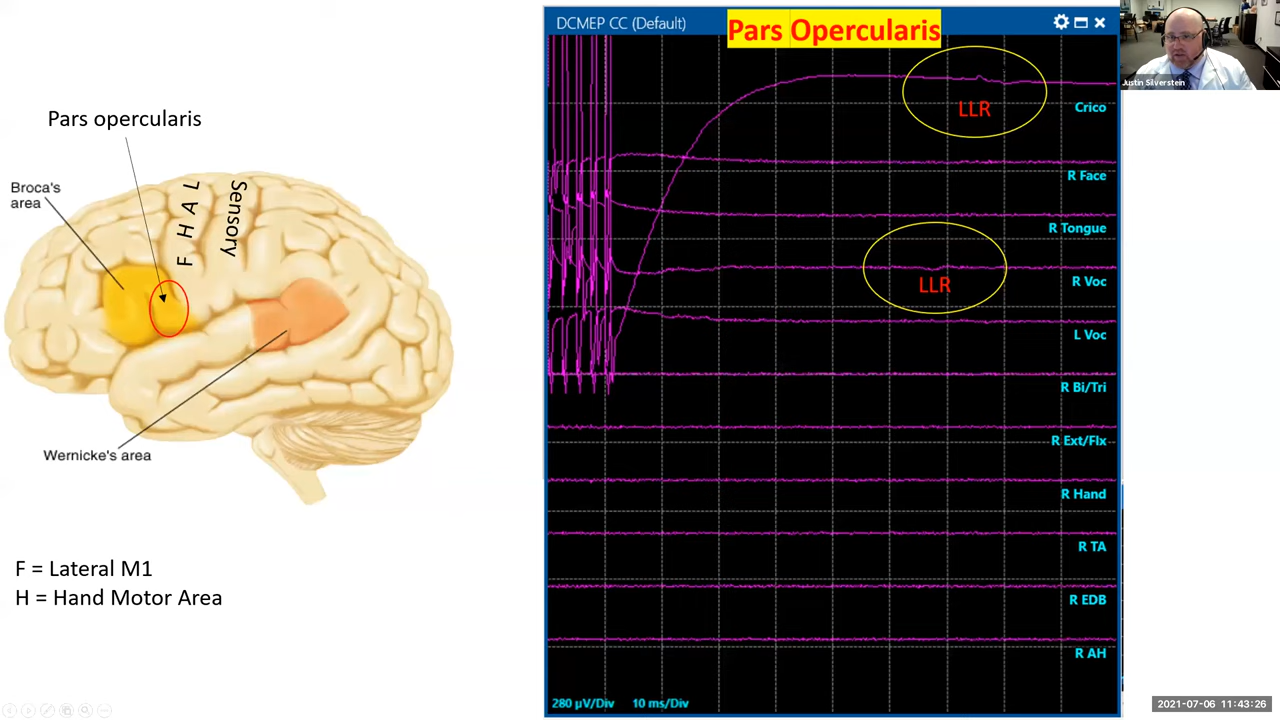 Pars opercularis
Broca's
area
F H A L
Sensory
Wernicke's area
F = Lateral M1
H = Hand Motor Area
DCMEP CC (Default)
Pars Opercularis
LLR
Crico
R Face
R Tongue
R Voc
LLR
L Voc
R Bi/Tri
R Ext/Flx
R Hand
R TA
R EDB
R AH
280 µV/Div 10 ms/Div
Justin Silverstein
2021-07-06 11:43:26